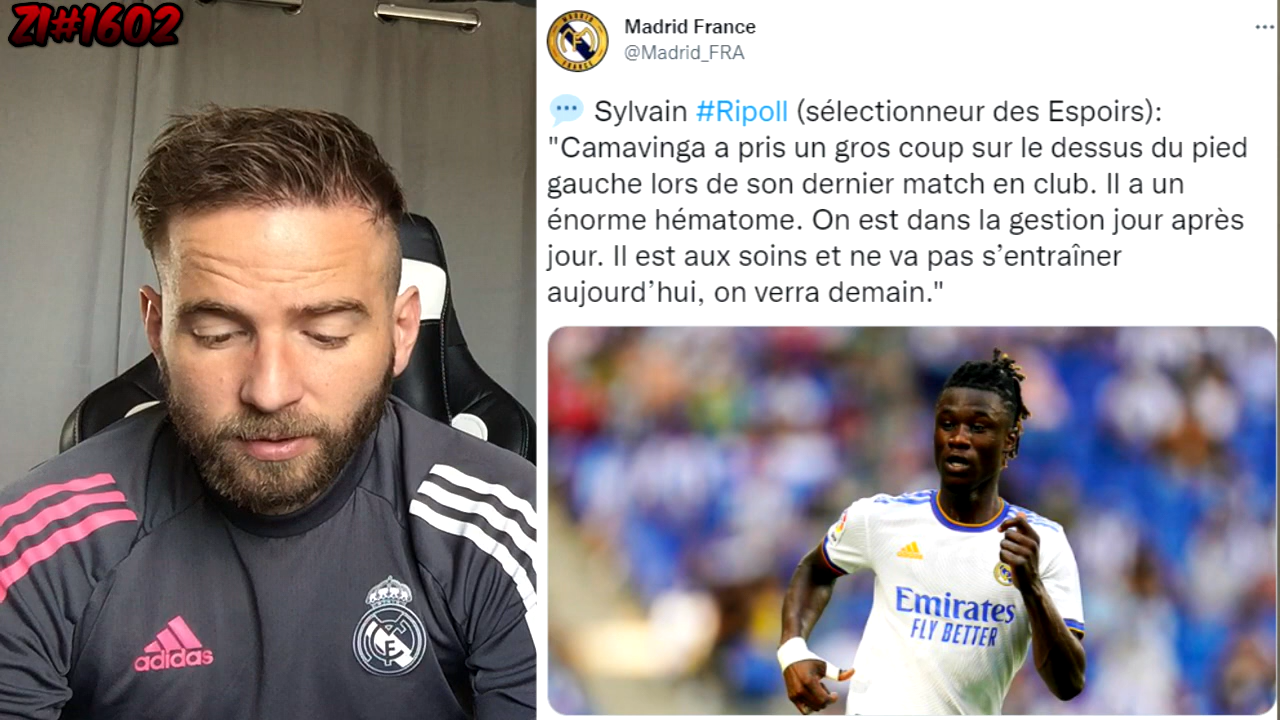 ZI#1602
Madrid France
@Madrid_FRA
Sylvain #Ripoll (sélectionneur des Espoirs):
"Camavinga a pris un gros coup sur le dessus du pied
gauche lors de son dernier match en club. Il a un
énorme hématome. On est dans la gestion jour après
jour. Il est aux soins et ne va pas s’entraîner
aujourd’hui, on verra demain."
adidas
Emirates
FLY BETTER